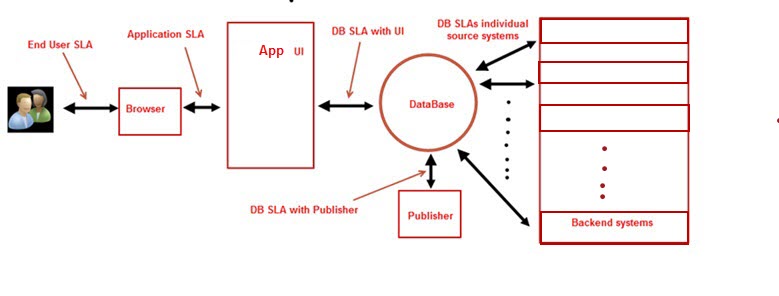 End User SLA
Application SLA
DB SLA with UI
DB SLAs individual
source systems
App UI
Browser
DataBase
DB SLA with Publisher
Publisher
Backend systems